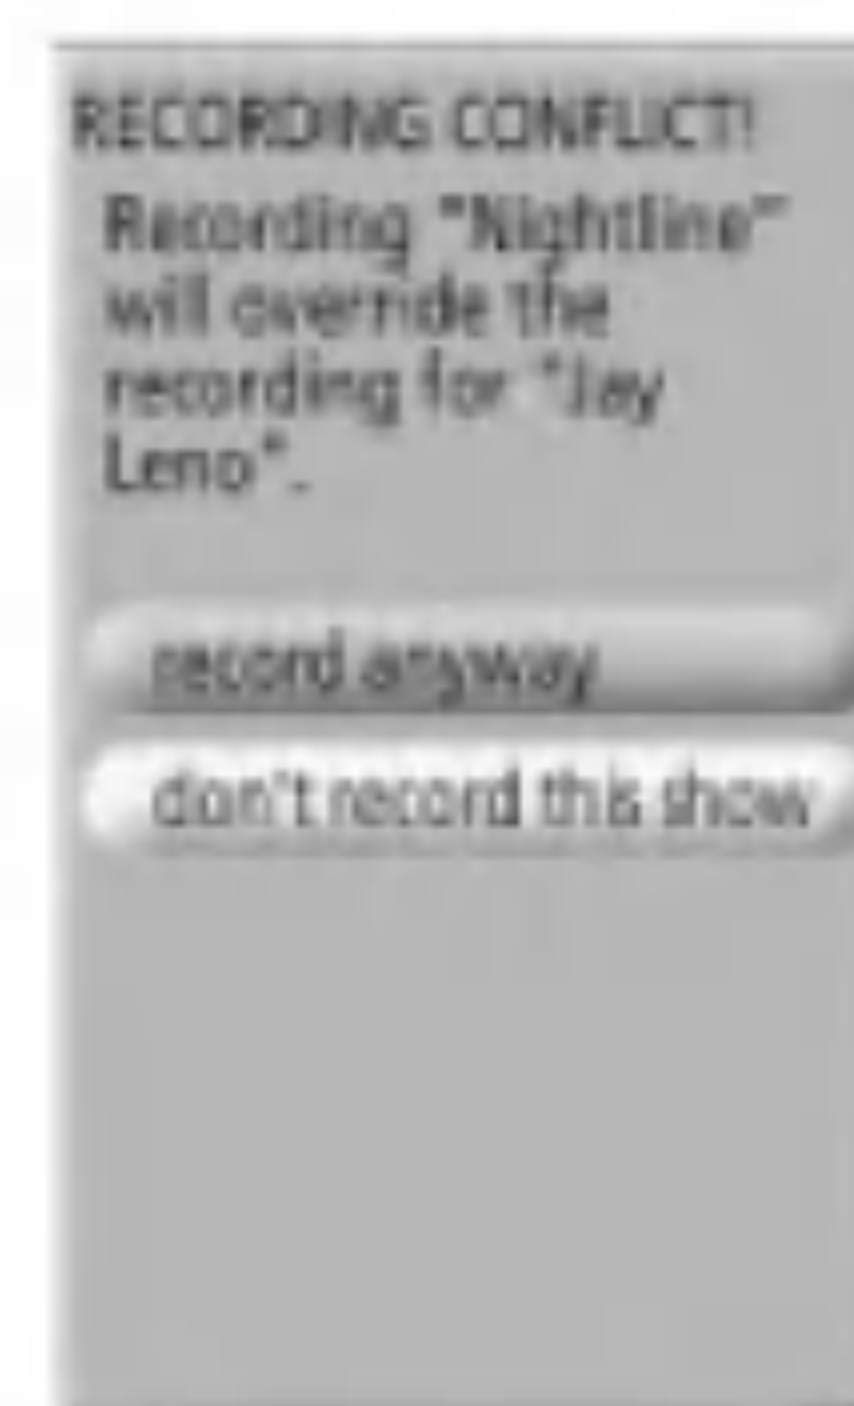 RECORDING CONFLICT!
Recording "Nightline"
will override the
recording for "Jay
Leno".
record anyway
don't record this show